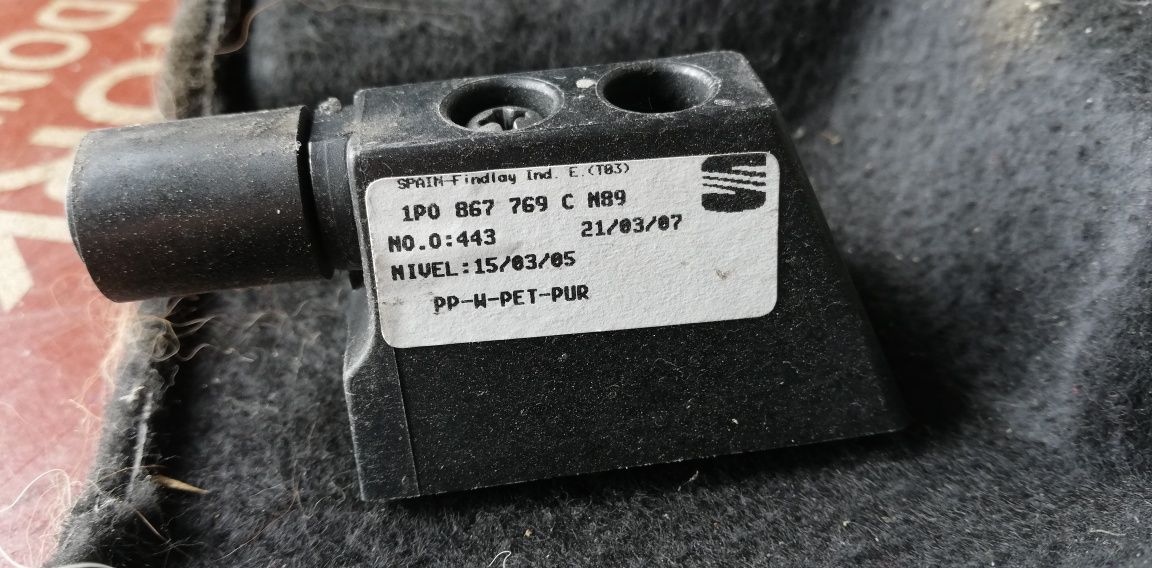 SPAIN-Findlay Ind. E.(T03)
1P0 867 769 C N89
NO.O:443 21/03/07
NIVEL:15/03/05
PP-W-PET-PUR